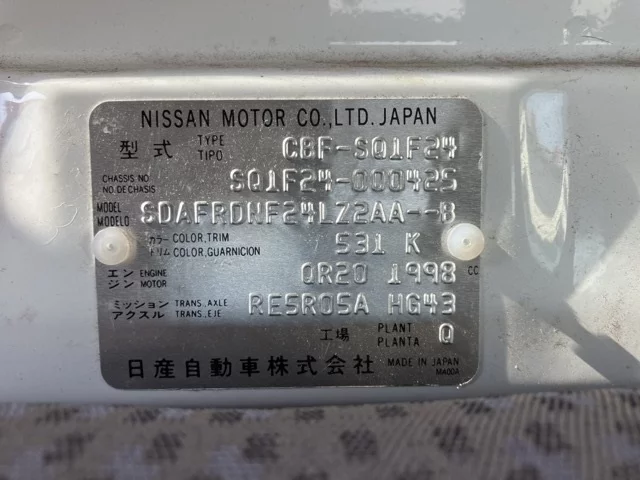 NISSAN MOTOR CO.,LTD. JAPAN
型式 TYPE TIPO CBF-SQ1F24
CHASSIS NO NO DE CHASIS SQ1F24-000425
MODEL MODELO SDAFRDNF24LZ2AA--B
カラー COLOR,TRIM
トリム COLOR,GUARNICION 531 K
エンジン ENGINE MOTOR QR20 1998 CC
ミッション TRANS,AXLE
アクスル TRANS,EJE RE5R05A HG43
工場 PLANT PLANTA Q
日産自動車株式会社 MADE IN JAPAN
MA00A